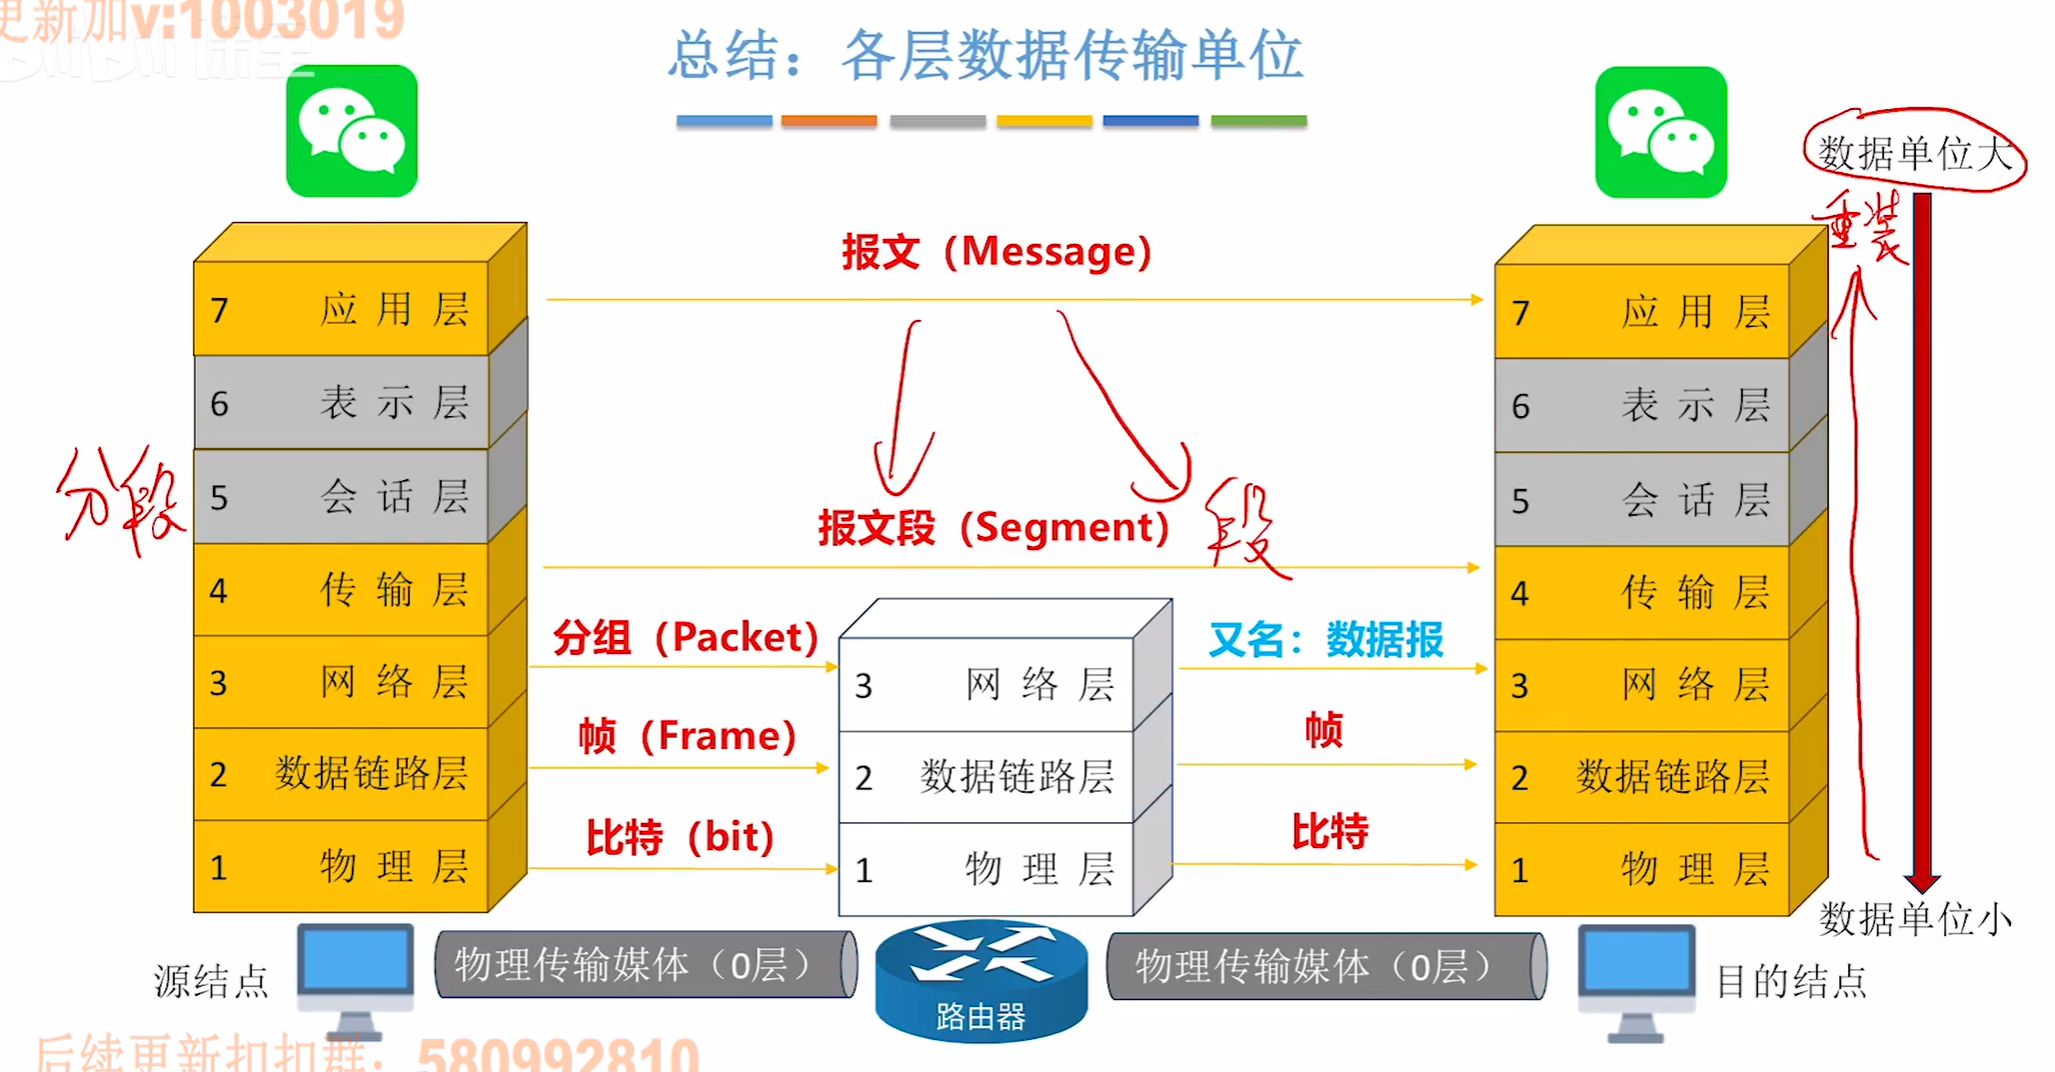 更新加v:1003019
总结：各层数据传输单位
数据单位大
重装
报文（Message）
7 应用层
7 应用层
6 表示层
6 表示层
分段
5 会话层
5 会话层
报文段（Segment）
段
4 传输层
4 传输层
分组（Packet）
又名：数据报
3 网络层
3 网络层
3 网络层
帧（Frame）
帧
2 数据链路层
2 数据链路层
2 数据链路层
比特（bit）
比特
1 物理层
1 物理层
1 物理层
数据单位小
源结点
物理传输媒体（0层）
路由器
物理传输媒体（0层）
目的结点
后续更新扣扣群：580992810